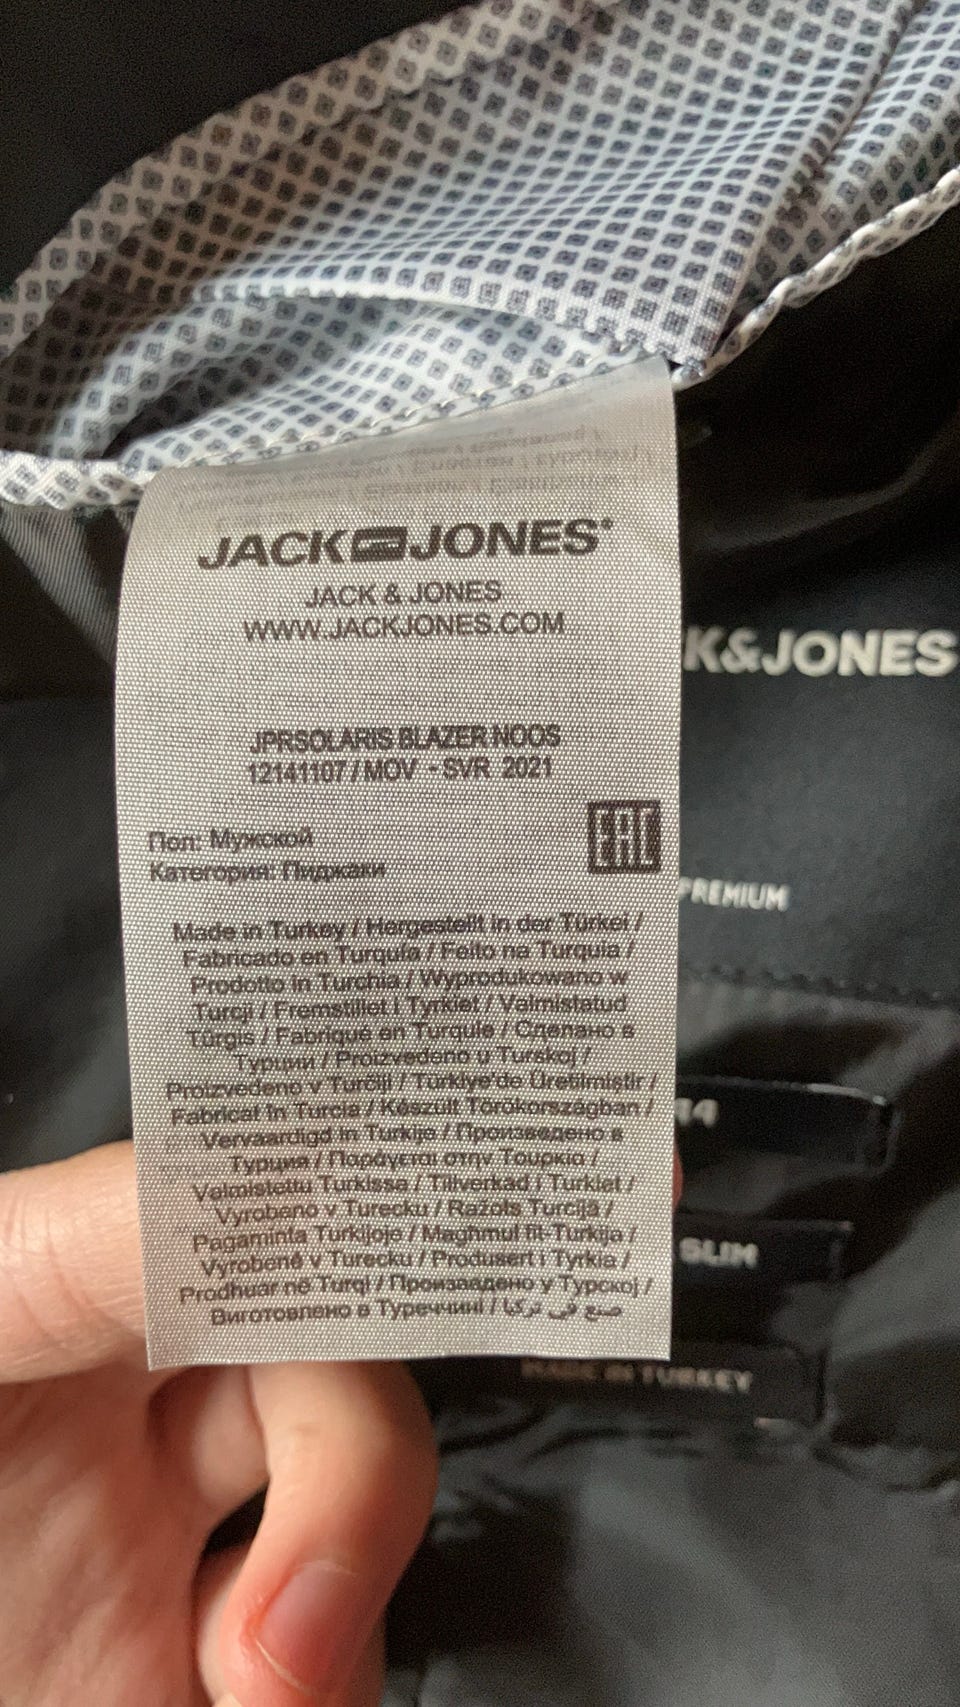 JACK JONES
JACK & JONES
WWW.JACKJONES.COM
JPRSOLARIS BLAZER NOOS
12141107 / MOV - SVR 2021
EAC
Пол: Мужской
Категория: Пиджаки
Made in Turkey / Hergestellt in der Türkei /
Fabricado en Turquía / Feito na Turquia /
Prodotto in Turchia / Wyprodukowano w
Turcji / Fremstillet i Tyrkiet / Valmistatud
Türgis / Fabriqué en Turquie / Сделано в
Турции / Proizvedeno u Turskoj /
Proizvedeno v Turčiji / Türkiye'de Üretilmistir /
Fabricat în Turcia / Készült Törökországban /
Vervaardigd in Turkije / Произведено в
Турция / Παράγεται στην Τουρκία /
Valmistettu Turkissa / Tillverkad i Turkiet /
Vyrobeno v Turecku / Ražots Turcijā /
Pagaminta Turkijoje / Maghmul fit-Turkija /
Vyrobené v Turecku / Produsert i Tyrkia /
Prodhuar në Turqi / Произведено у Турској /
Виготовлено в Туреччині / صنع في تركيا
K&JONES
PREMIUM
44
SLIM
MADE IN TURKEY